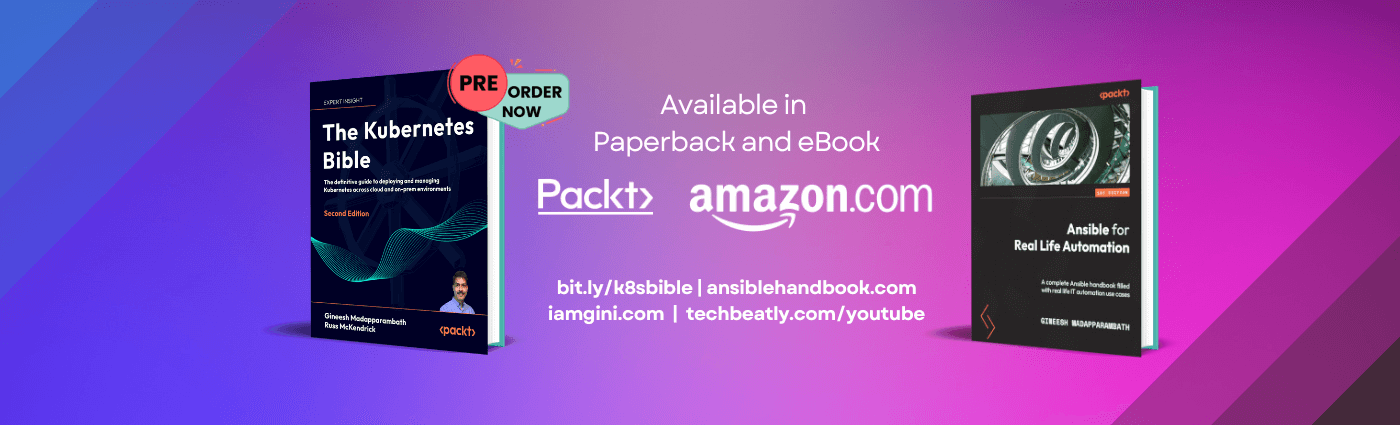 EXPERT INSIGHT
The Kubernetes
Bible
The definitive guide to deploying and managing
Kubernetes across cloud and on-prem environments
Second Edition
Gineesh Madapparambath
Russ McKendrick
<packt>
PRE
ORDER
NOW
Available in
Paperback and eBook
Packt>
amazon.com
bit.ly/k8sbible | ansiblehandbook.com
iamgini.com | techbeatly.com/youtube
<packt>
1ST EDITION
Ansible for
Real Life Automation
A complete Ansible handbook filled
with real life IT automation use cases
GINEESH MADAPPARAMBATH